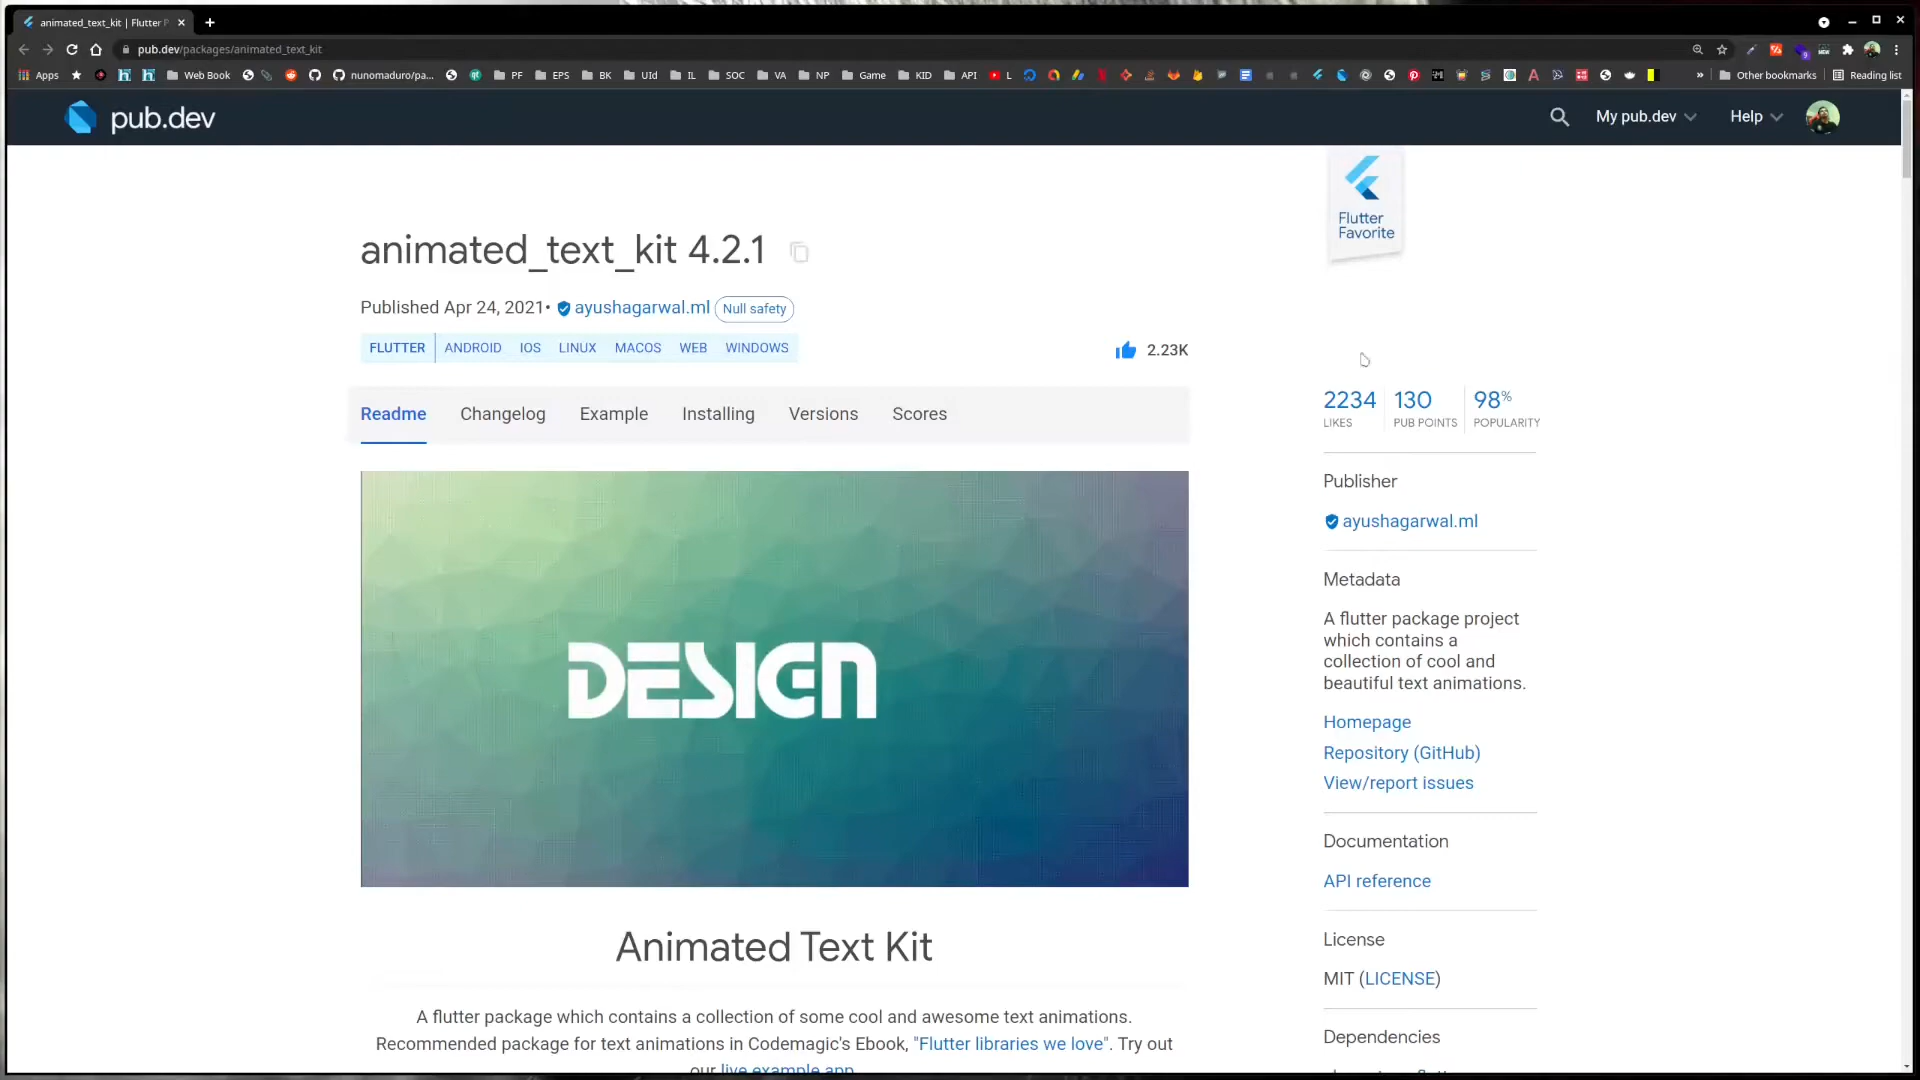 animated_text_kit | Flutter P
pub.dev/packages/animated_text_kit
Apps
Web Book
nunomaduro/pa...
PF
EPS
BK
UId
IL
SOC
VA
NP
Game
KID
API
L
»
Other bookmarks
Reading list
pub.dev
My pub.dev
Help
Flutter
Favorite
animated_text_kit 4.2.1
Published Apr 24, 2021 • ayushagarwal.ml Null safety
FLUTTER ANDROID IOS LINUX MACOS WEB WINDOWS
2.23K
2234 130 98%
LIKES PUB POINTS POPULARITY
Readme Changelog Example Installing Versions Scores
DESIGN
Animated Text Kit
A flutter package which contains a collection of some cool and awesome text animations.
Recommended package for text animations in Codemagic's Ebook, "Flutter libraries we love". Try out
our live example app.
Publisher
ayushagarwal.ml
Metadata
A flutter package project
which contains a
collection of cool and
beautiful text animations.
Homepage
Repository (GitHub)
View/report issues
Documentation
API reference
License
MIT (LICENSE)
Dependencies